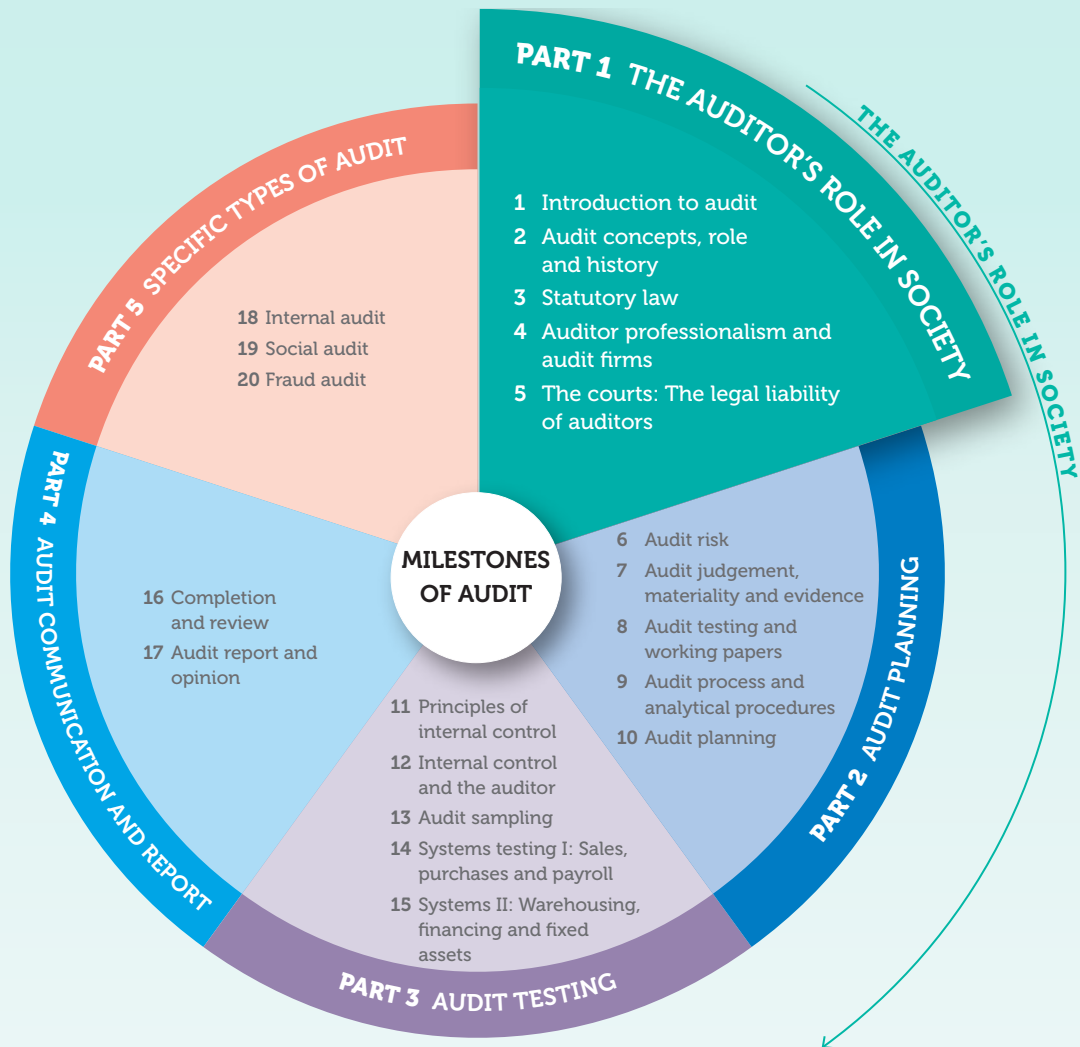 PART 1 THE AUDITOR'S ROLE IN SOCIETY
1 Introduction to audit
2 Audit concepts, role
and history
3 Statutory law
4 Auditor professionalism and
audit firms
5 The courts: The legal liability
of auditors
THE AUDITOR'S ROLE IN SOCIETY
MILESTONES
OF AUDIT
PART 2 AUDIT PLANNING
6 Audit risk
7 Audit judgement,
materiality and evidence
8 Audit testing and
working papers
9 Audit process and
analytical procedures
10 Audit planning
PART 3 AUDIT TESTING
11 Principles of
internal control
12 Internal control
and the auditor
13 Audit sampling
14 Systems testing I: Sales,
purchases and payroll
15 Systems II: Warehousing,
financing and fixed
assets
PART 4 AUDIT COMMUNICATION AND REPORT
16 Completion
and review
17 Audit report and
opinion
PART 5 SPECIFIC TYPES OF AUDIT
18 Internal audit
19 Social audit
20 Fraud audit